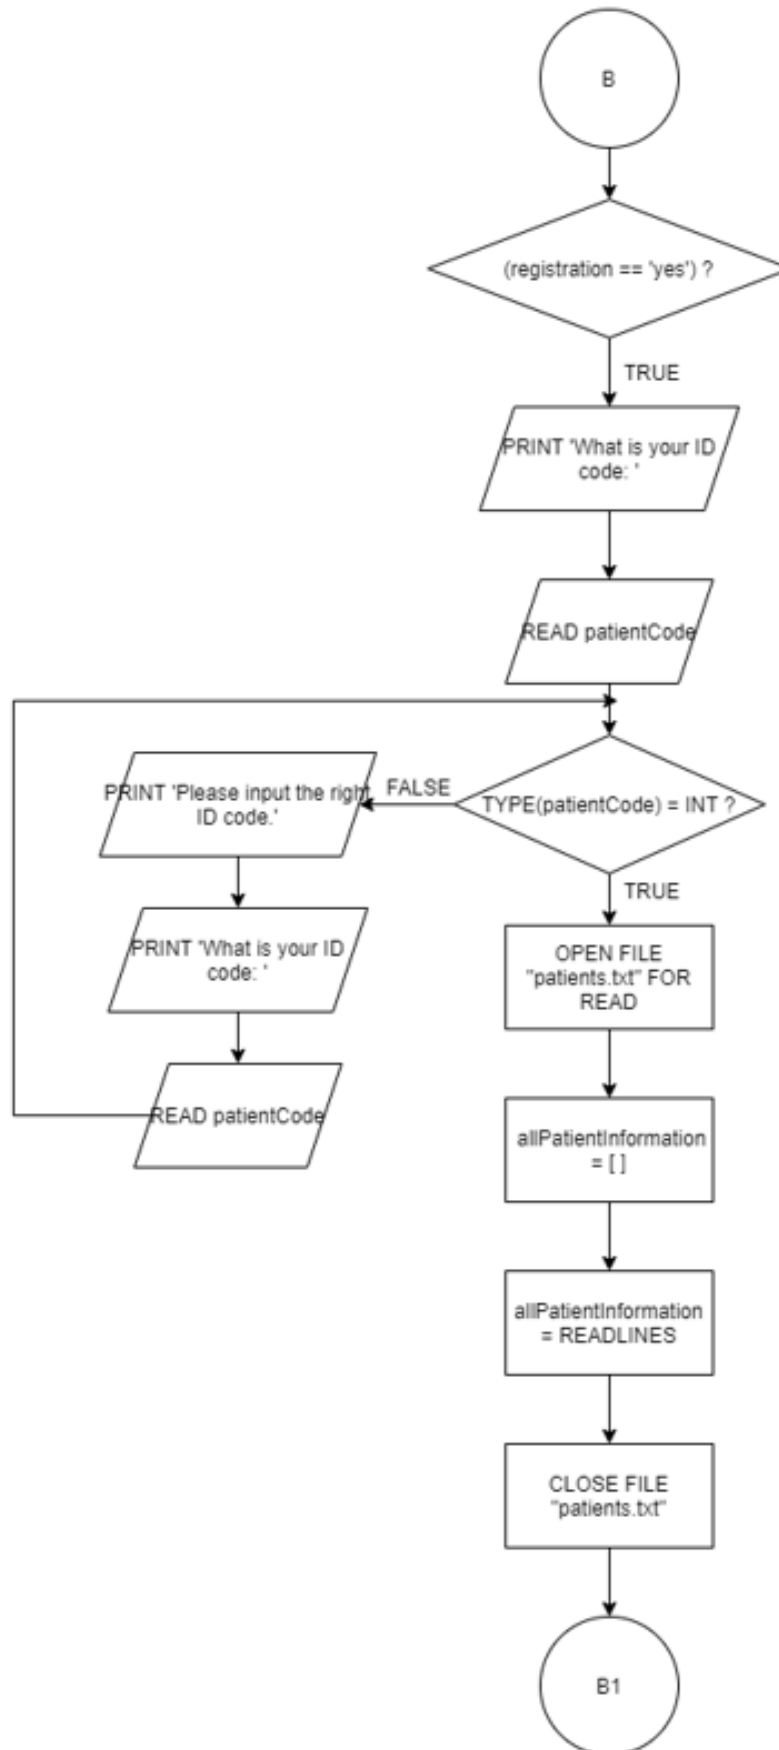 B
(registration == 'yes') ?
TRUE
PRINT 'What is your ID
code: '
READ patientCode
TYPE(patientCode) = INT ?
FALSE
PRINT 'Please input the right
ID code.'
PRINT 'What is your ID
code: '
READ patientCode
TRUE
OPEN FILE
"patients.txt" FOR
READ
allPatientInformation
= [ ]
allPatientInformation
= READLINES
CLOSE FILE
"patients.txt"
B1